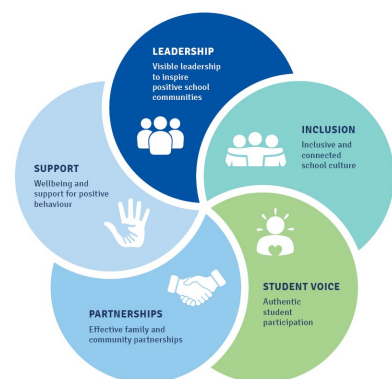 LEADERSHIP
Visible leadership
to inspire
positive school
communities
INCLUSION
Inclusive and
connected
school culture
STUDENT VOICE
Authentic
student
participation
PARTNERSHIPS
Effective family and
community partnerships
SUPPORT
Wellbeing and
support for positive
behaviour